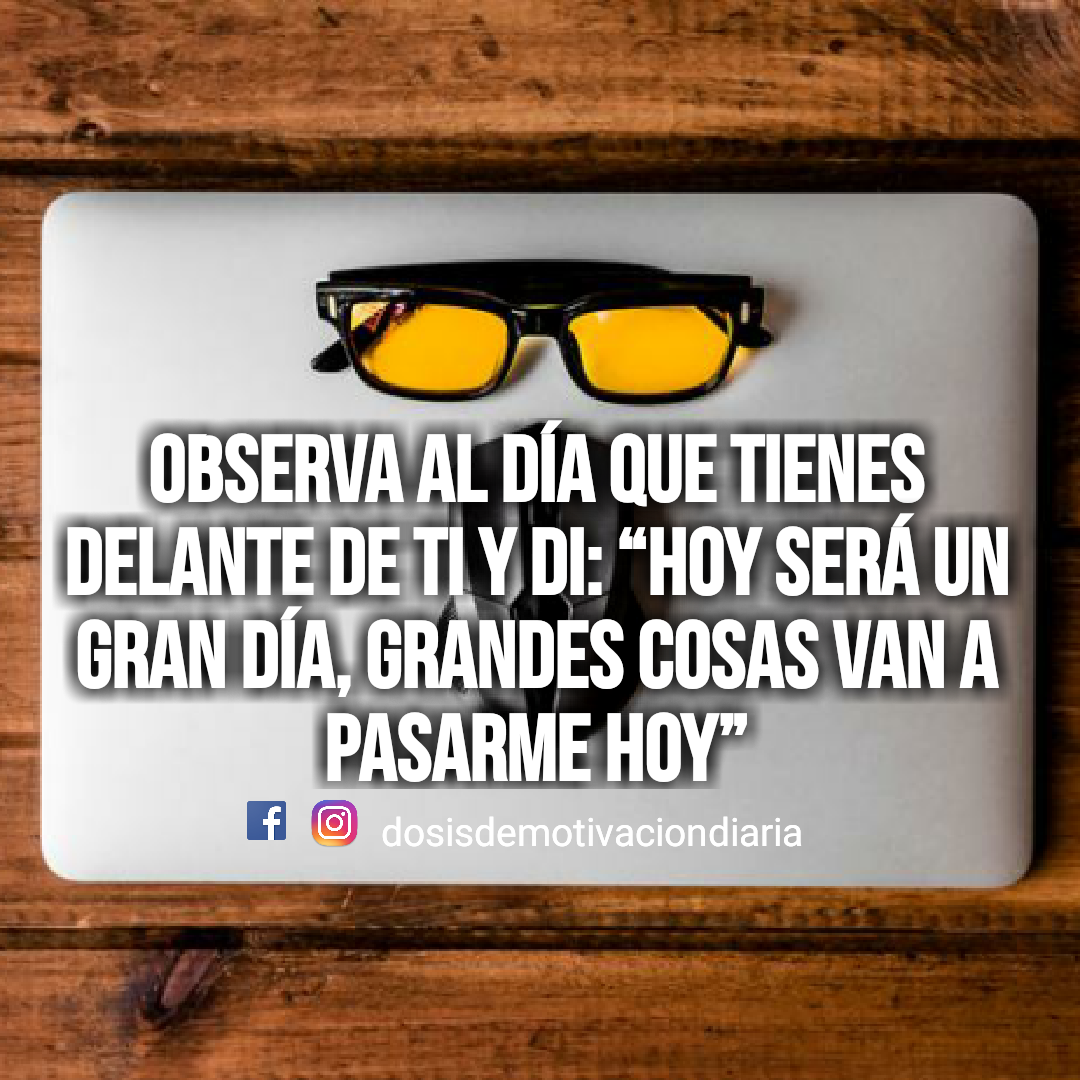 OBSERVA AL DÍA QUE TIENES
DELANTE DE TI Y DI: “HOY SERÁ UN
GRAN DÍA, GRANDES COSAS VAN A
PASARME HOY”
dosisdemotivaciondiaria